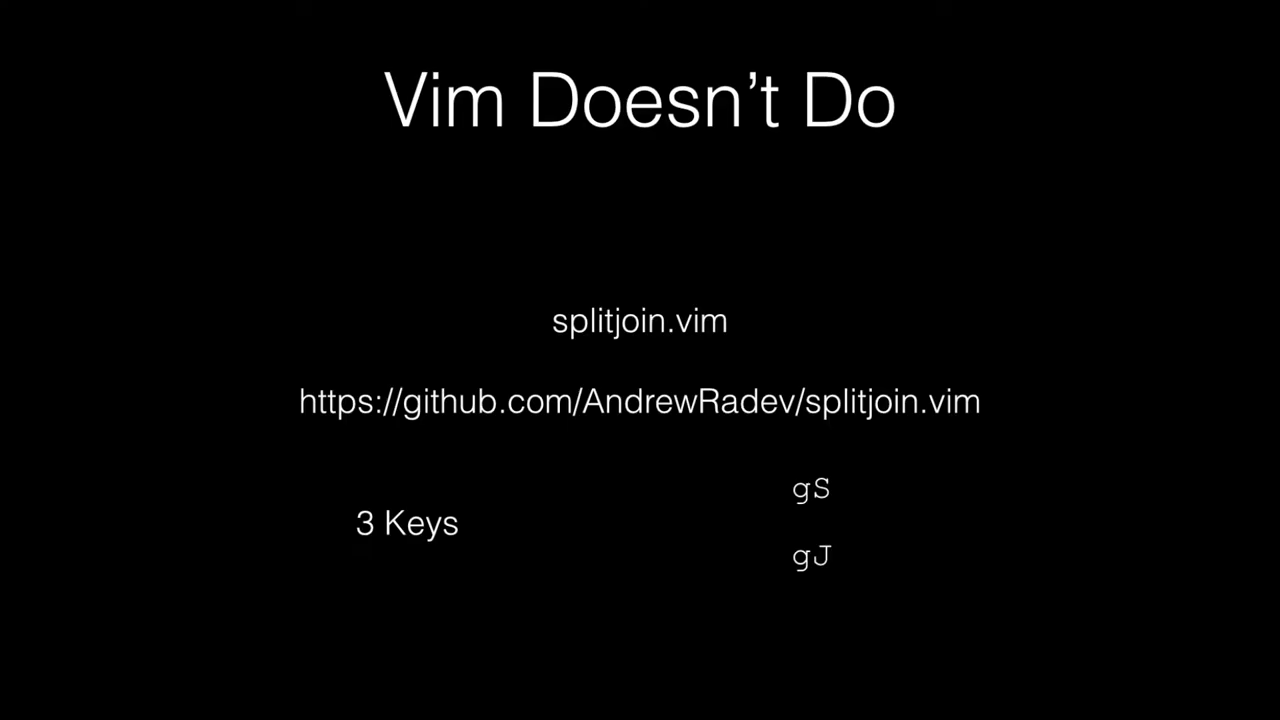 Vim Doesn’t Do
splitjoin.vim
https://github.com/AndrewRadev/splitjoin.vim
3 Keys
gS
gJ